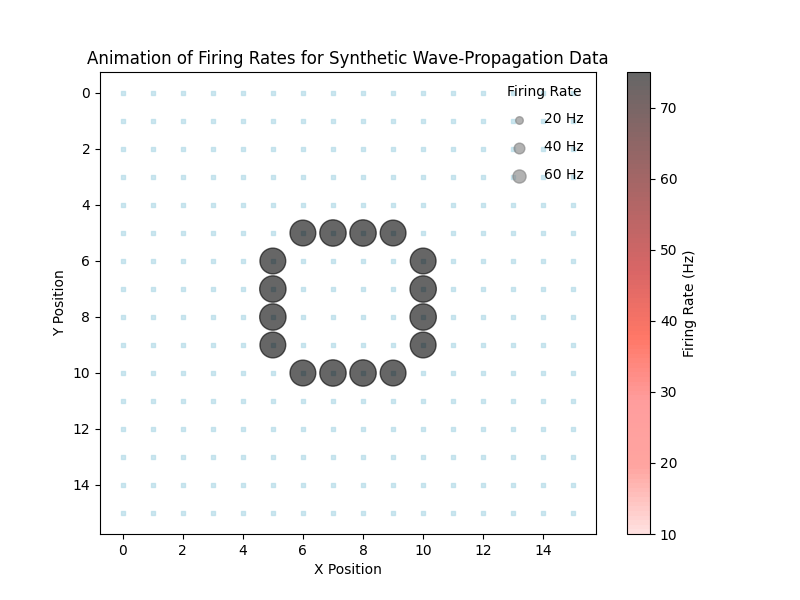 Animation of Firing Rates for Synthetic Wave-Propagation Data
Firing Rate
20 Hz
40 Hz
60 Hz
0
2
4
6
8
10
12
14
Y Position
0 2 4 6 8 10 12 14
X Position
70
60
50
40
30
20
10
Firing Rate (Hz)